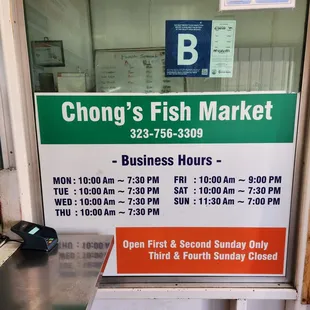 B
Chong's Fish Market
323-756-3309
- Business Hours -
MON : 10:00 Am ~ 7:30 PM
TUE : 10:00 Am ~ 7:30 PM
WED : 10:00 Am ~ 7:30 PM
THU : 10:00 Am ~ 7:30 PM
FRI : 10:00 Am ~ 9:00 PM
SAT : 10:00 Am ~ 7:30 PM
SUN : 11:30 Am ~ 7:00 PM
Open First & Second Sunday Only
Third & Fourth Sunday Closed